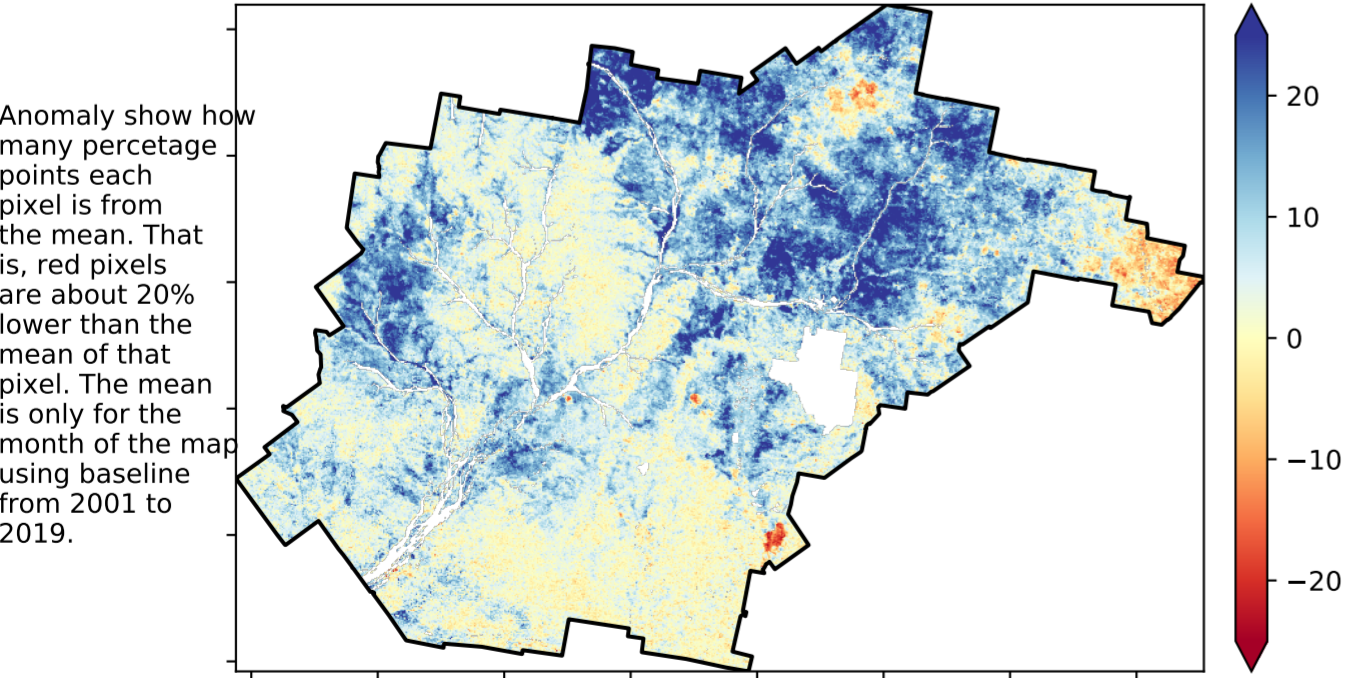 Anomaly show how
many percetage
points each
pixel is from
the mean. That
is, red pixels
are about 20%
lower than the
mean of that
pixel. The mean
is only for the
month of the map
using baseline
from 2001 to
2019.
20
10
0
−10
−20